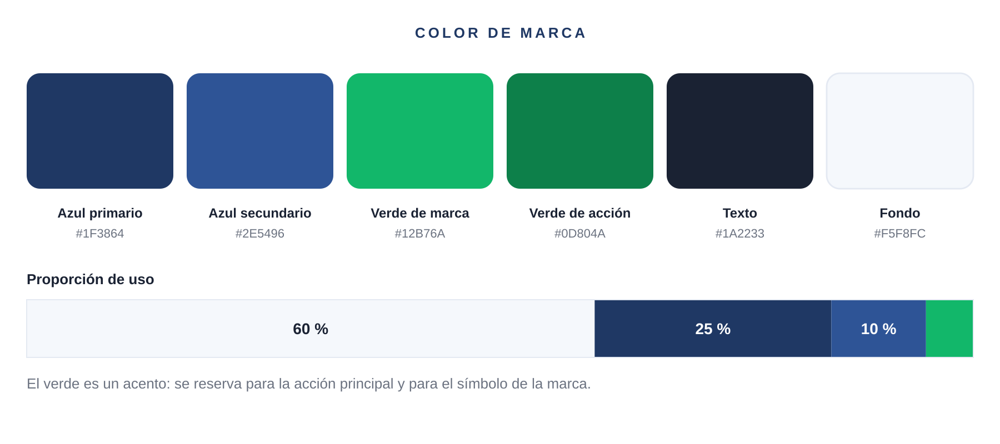 COLOR DE MARCA
Azul primario
#1F3864
Azul secundario
#2E5496
Verde de marca
#12B76A
Verde de acción
#0D804A
Texto
#1A2233
Fondo
#F5F8FC
Proporción de uso
60 %
25 %
10 %
El verde es un acento: se reserva para la acción principal y para el símbolo de la marca.